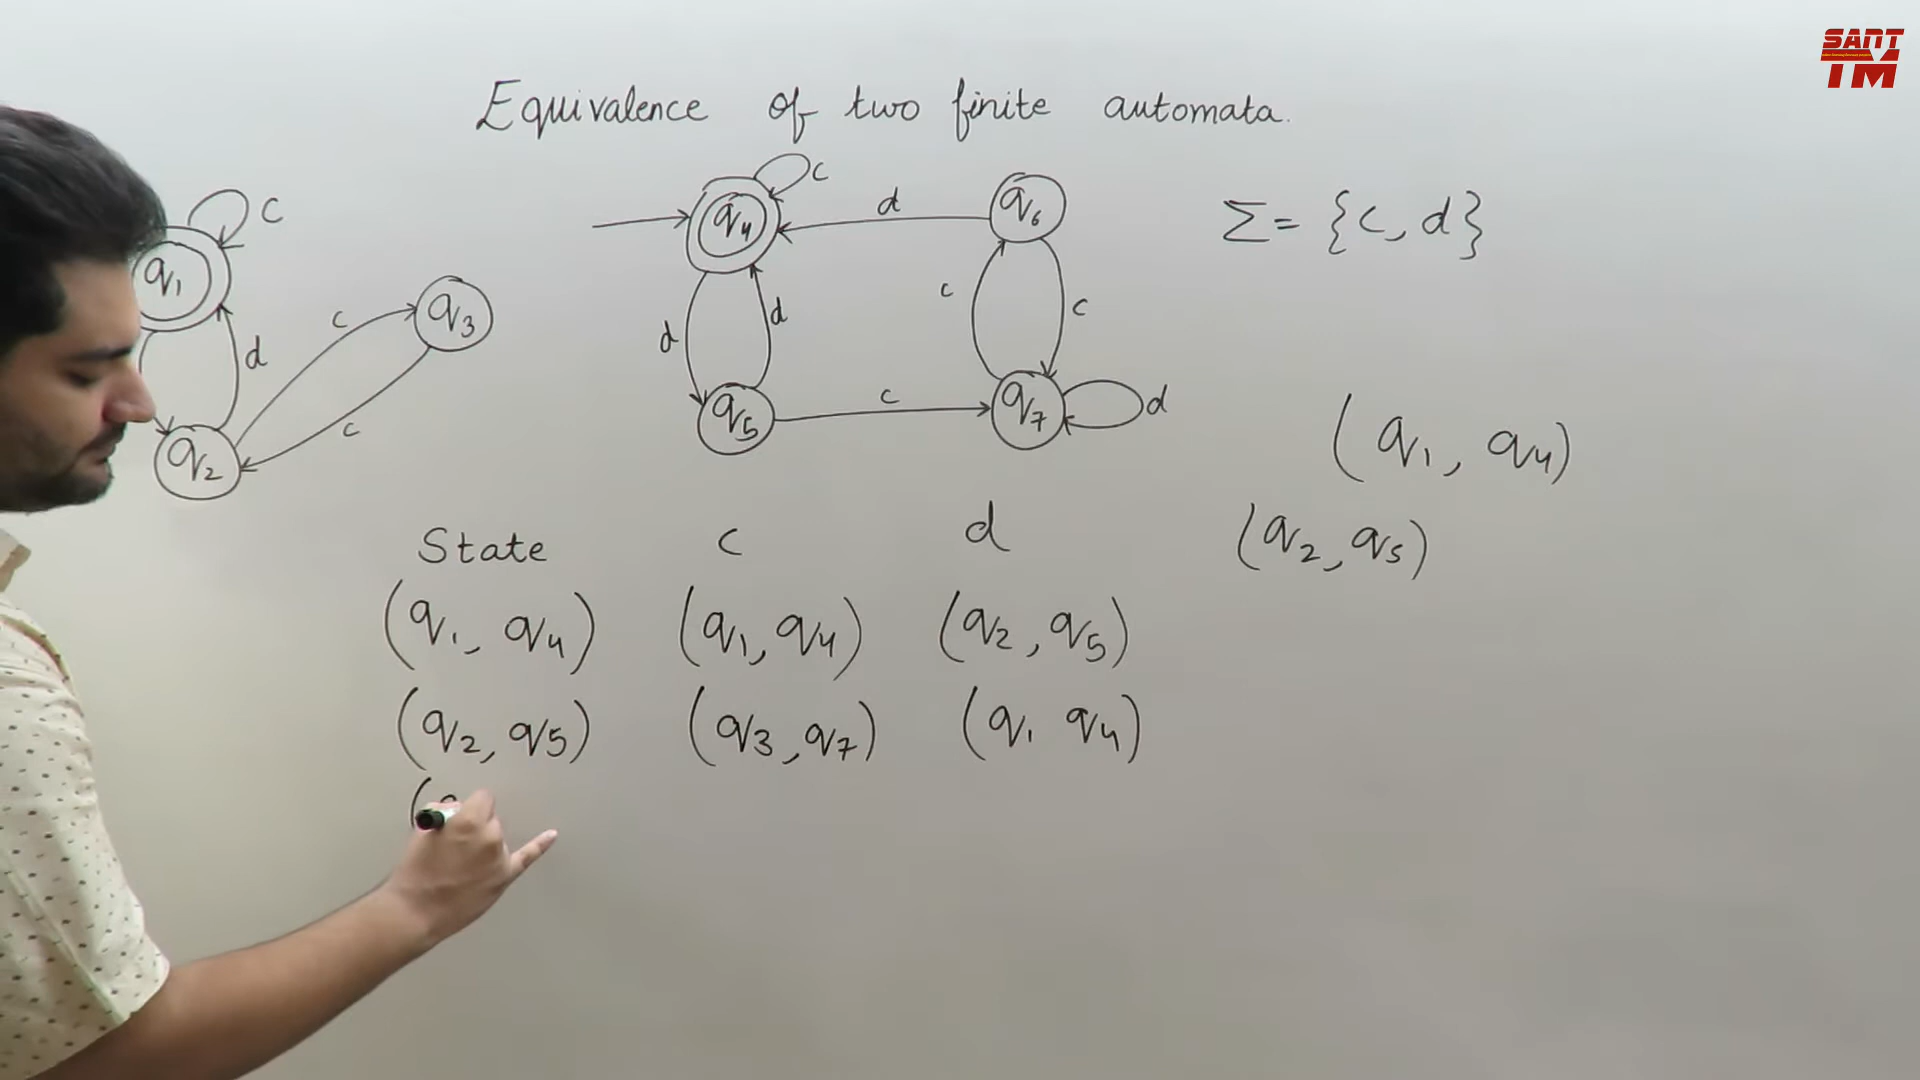 Equivalence of two finite automata.
SANT
TM
c
q1
d
c
q3
c
q2
c
q4
d
q6
d
d
c
c
q5
c
q7
d
Σ= {c, d}
(q1, q4)
(q2, q5)
State c d
(q1, q4) (q1, q4) (q2, q5)
(q2, q5) (q3, q7) (q1 q4)
(